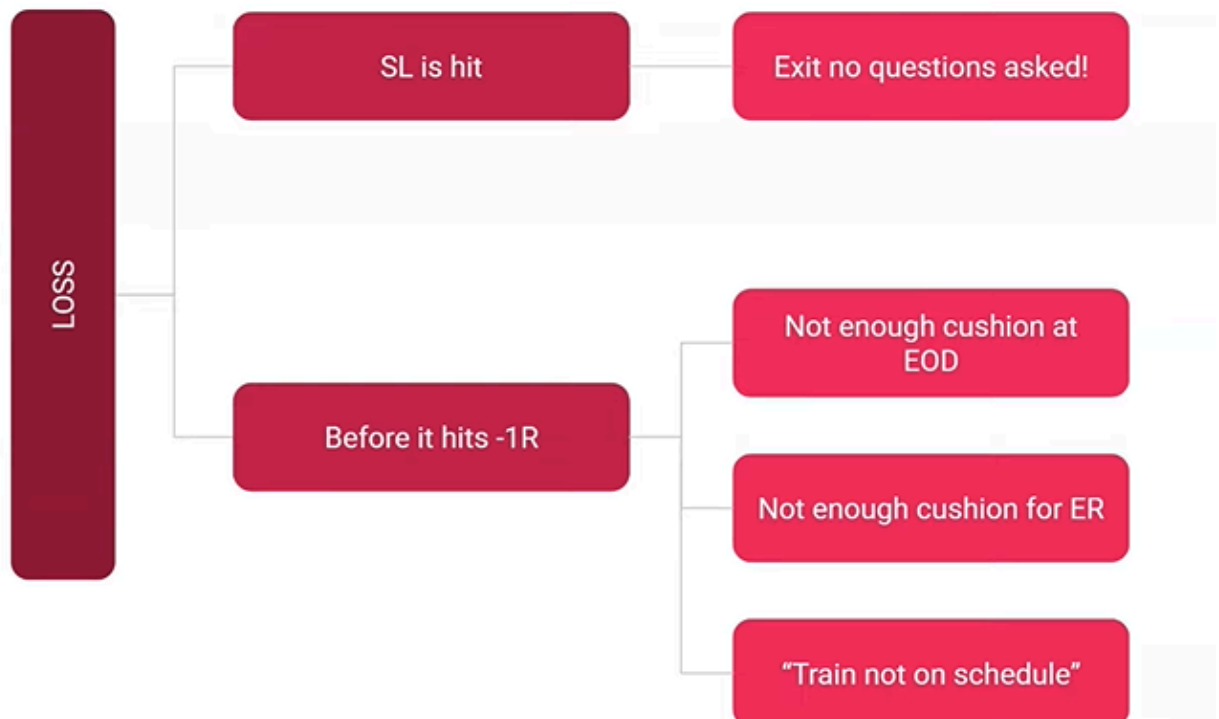 LOSS
SL is hit
Exit no questions asked!
Before it hits -1R
Not enough cushion at
EOD
Not enough cushion for ER
“Train not on schedule”